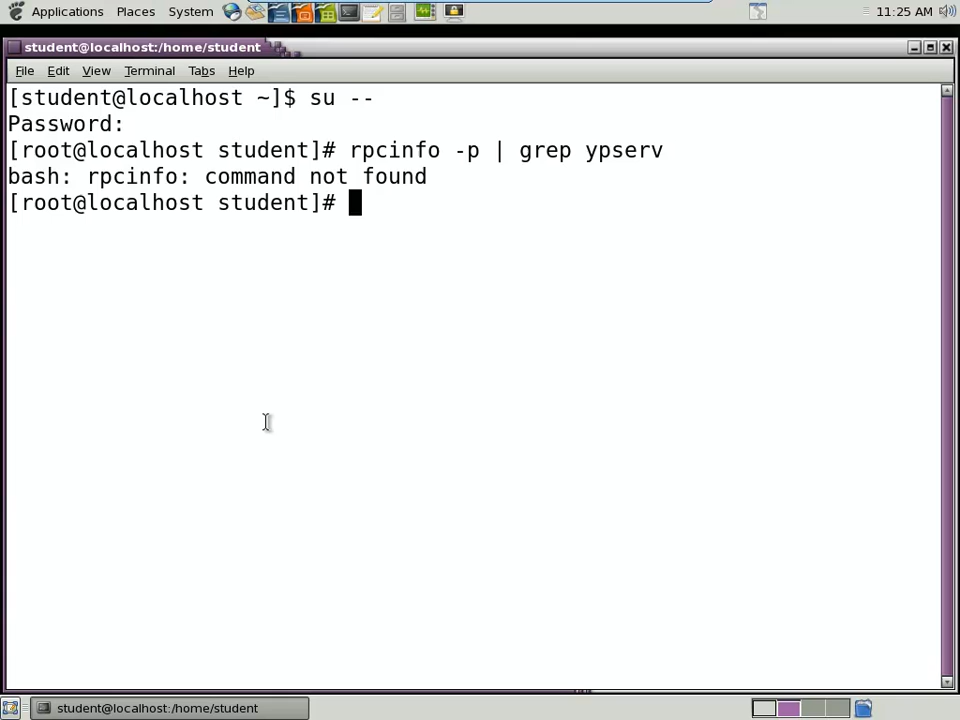 Applications Places System 11:25 AM
student@localhost:/home/student
File Edit View Terminal Tabs Help
[student@localhost ~]$ su --
Password:
[root@localhost student]# rpcinfo -p | grep ypserv
bash: rpcinfo: command not found
[root@localhost student]#
student@localhost:/home/student